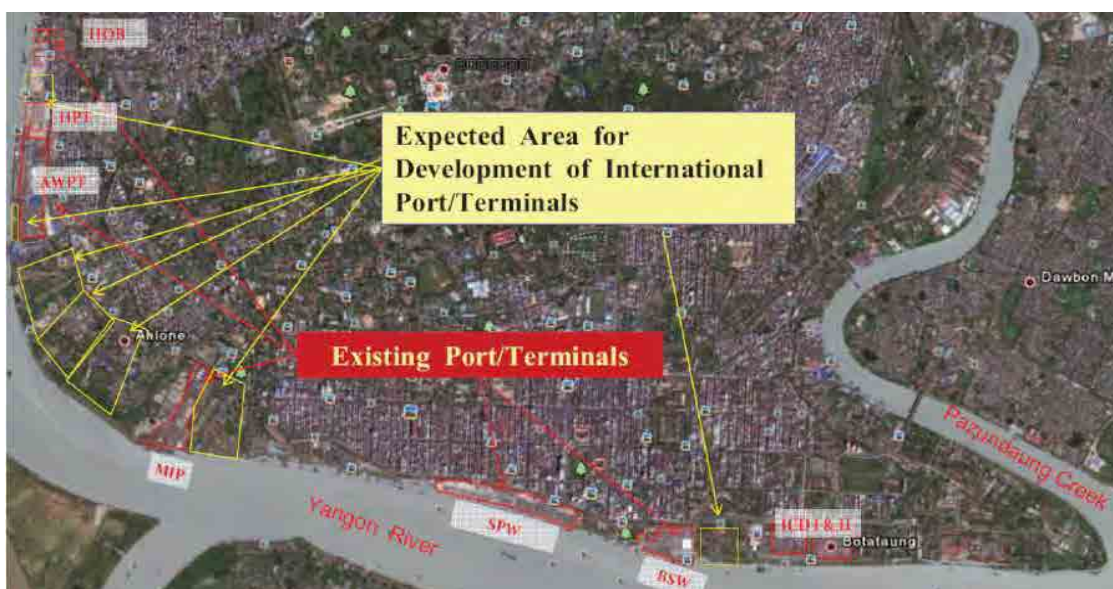 HOB
HPT
AWPT
Expected Area for
Development of International
Port/Terminals
Dawbon M
Ahlone
Existing Port/Terminals
MIP
Yangon River
SPW
BSW
ICD I & II
Botataung
Pazundaung Creek